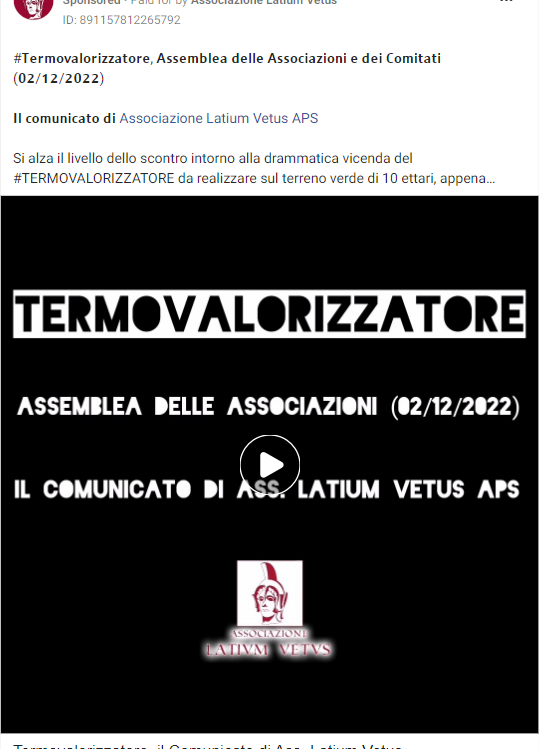 Sponsored • Paid for by Associazione Latium Vetus
ID: 891157812265792
#Termovalorizzatore, Assemblea delle Associazioni e dei Comitati
(02/12/2022)
Il comunicato di Associazione Latium Vetus APS
Si alza il livello dello scontro intorno alla drammatica vicenda del
#TERMOVALORIZZATORE da realizzare sul terreno verde di 10 ettari, appena...
TERMOVALORIZZATORE
ASSEMBLEA DELLE ASSOCIAZIONI (02/12/2022)
IL COMUNICATO DI ASS. LATIUM VETUS APS
ASSOCIAZIONE
LATIVM VETVS
Termovalorizzatore, il Comunicato di Ass. Latium Vetus